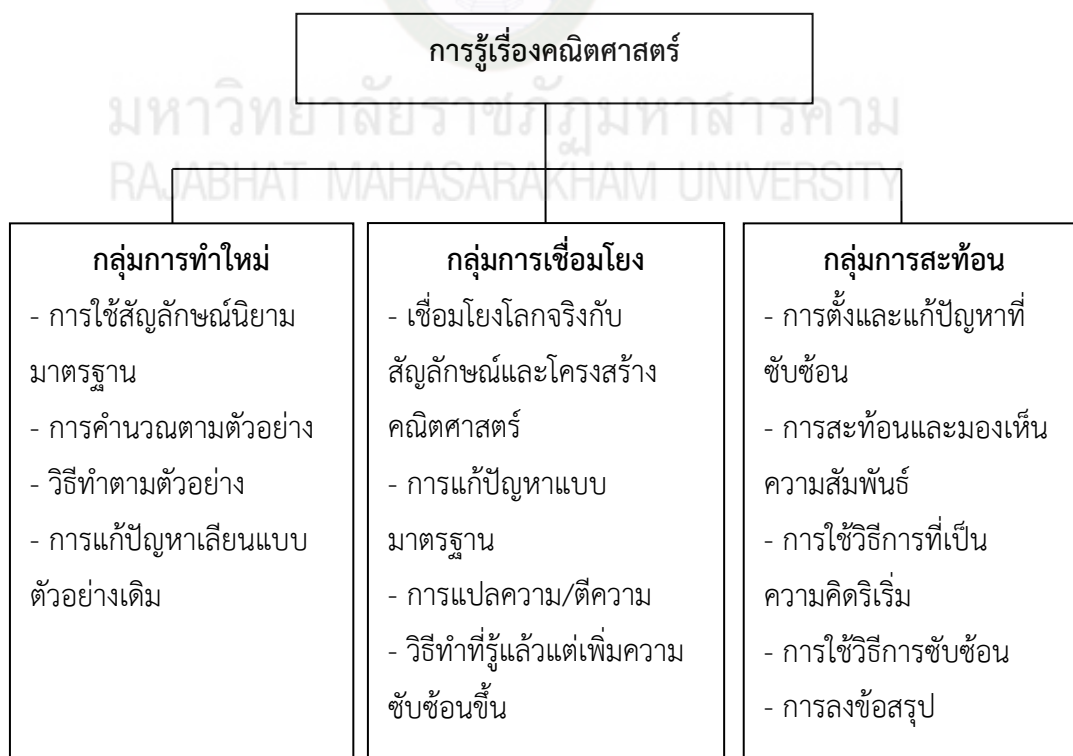 การรู้เรื่องคณิตศาสตร์
มหาวิทยาลัยราชภัฏมหาสารคาม
RAJABHAT MAHASARAKHAM UNIVERSITY
กลุ่มการทำใหม่
- การใช้สัญลักษณ์นิยาม
มาตรฐาน
- การคำนวณตามตัวอย่าง
- วิธีทำตามตัวอย่าง
- การแก้ปัญหาเลียนแบบ
ตัวอย่างเดิม
กลุ่มการเชื่อมโยง
- เชื่อมโยงโลกจริงกับ
สัญลักษณ์และโครงสร้าง
คณิตศาสตร์
- การแก้ปัญหาแบบ
มาตรฐาน
- การแปลความ/ตีความ
- วิธีทำที่รู้แล้วแต่เพิ่มความ
ซับซ้อนขึ้น
กลุ่มการสะท้อน
- การตั้งและแก้ปัญหาที่
ซับซ้อน
- การสะท้อนและมองเห็น
ความสัมพันธ์
- การใช้วิธีการที่เป็น
ความคิดริเริ่ม
- การใช้วิธีการซับซ้อน
- การลงข้อสรุป